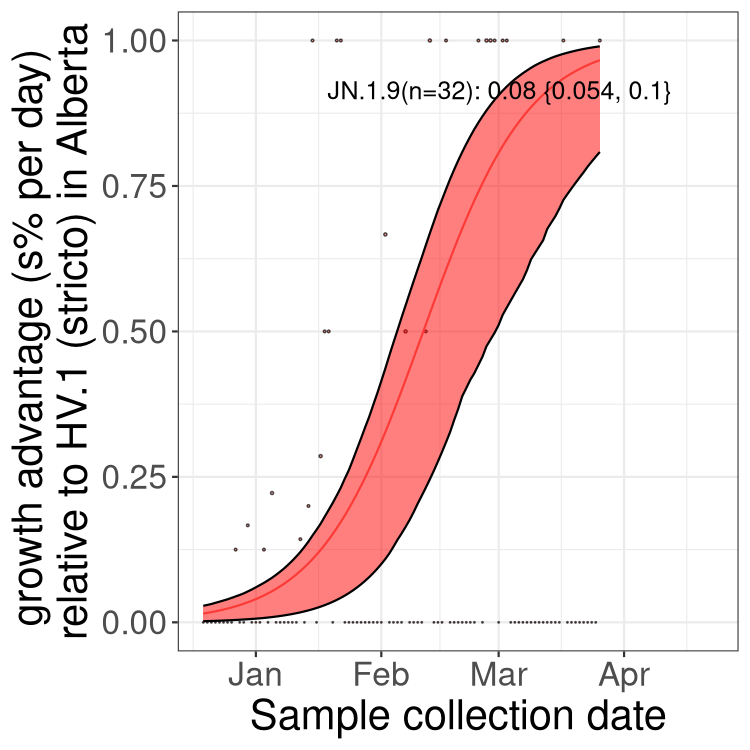 growth advantage (s% per day)
relative to HV.1 (stricto) in Alberta
1.00
0.75
0.50
0.25
0.00
JN.1.9(n=32): 0.08 {0.054, 0.1}
Jan
Feb
Mar
Apr
Sample collection date